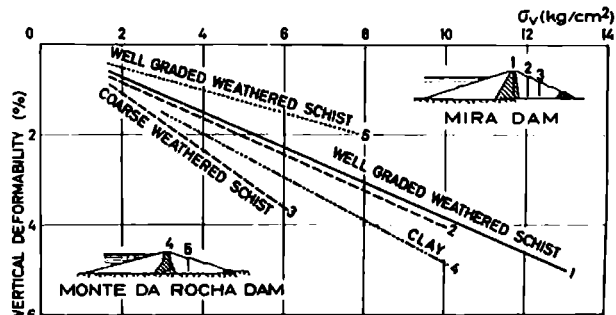 σv (kg/cm²)
0 2 4 6 8 10 12 14
VERTICAL DEFORMABILITY (%)
2
4
6
WELL GRADED WEATHERED SCHIST
5
COARSE WEATHERED SCHIST
3
WELL GRADED WEATHERED SCHIST
1
2
CLAY
4
1 2 3
MIRA DAM
4 5
MONTE DA ROCHA DAM